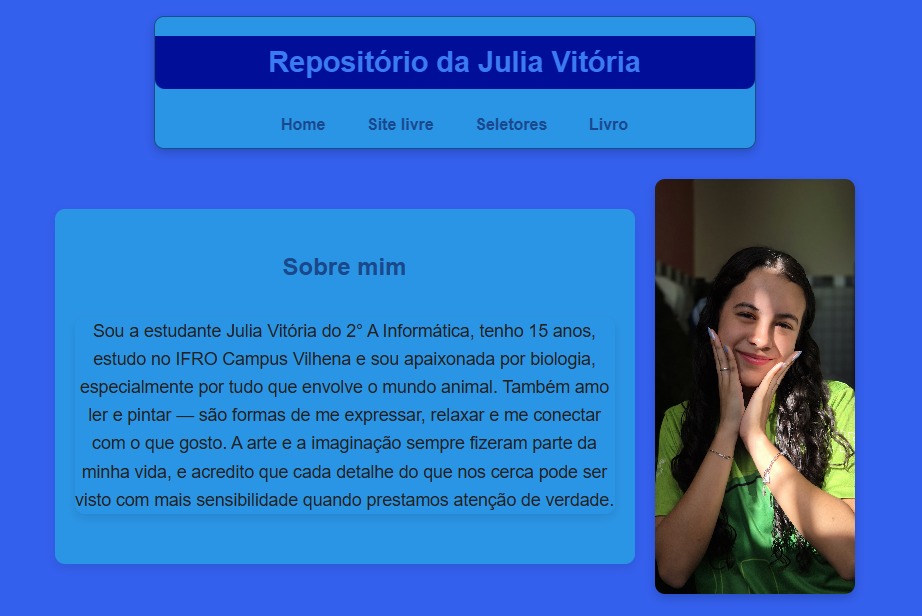 Repositório da Julia Vitória
Home Site livre Seletores Livro
Sobre mim
Sou a estudante Julia Vitória do 2° A Informática, tenho 15 anos,
estudo no IFRO Campus Vilhena e sou apaixonada por biologia,
especialmente por tudo que envolve o mundo animal. Também amo
ler e pintar — são formas de me expressar, relaxar e me conectar
com o que gosto. A arte e a imaginação sempre fizeram parte da
minha vida, e acredito que cada detalhe do que nos cerca pode ser
visto com mais sensibilidade quando prestamos atenção de verdade.